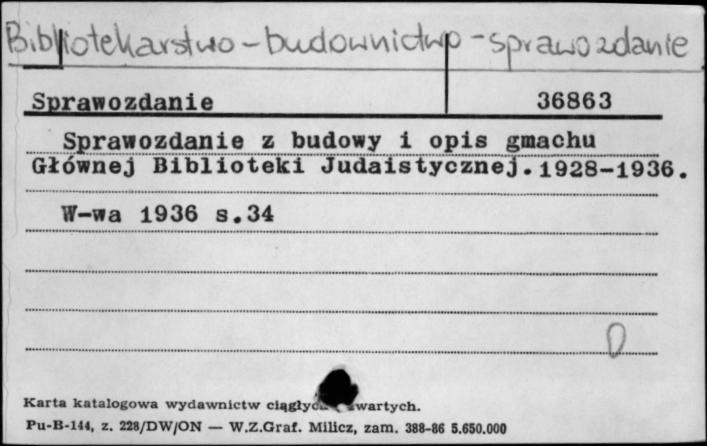 Bibliotekarstwo - budownictwo - sprawozdanie
Sprawozdanie 36863
Sprawozdanie z budowy i opis gmachu
Głównej Biblioteki Judaistycznej. 1928-1936.
W-wa 1936 s.34
D
Karta katalogowa wydawnictw
Pu-B-144, z. 228/DW/ON — W.Z.Graf. Milicz, zam. 388-86 5.650.000